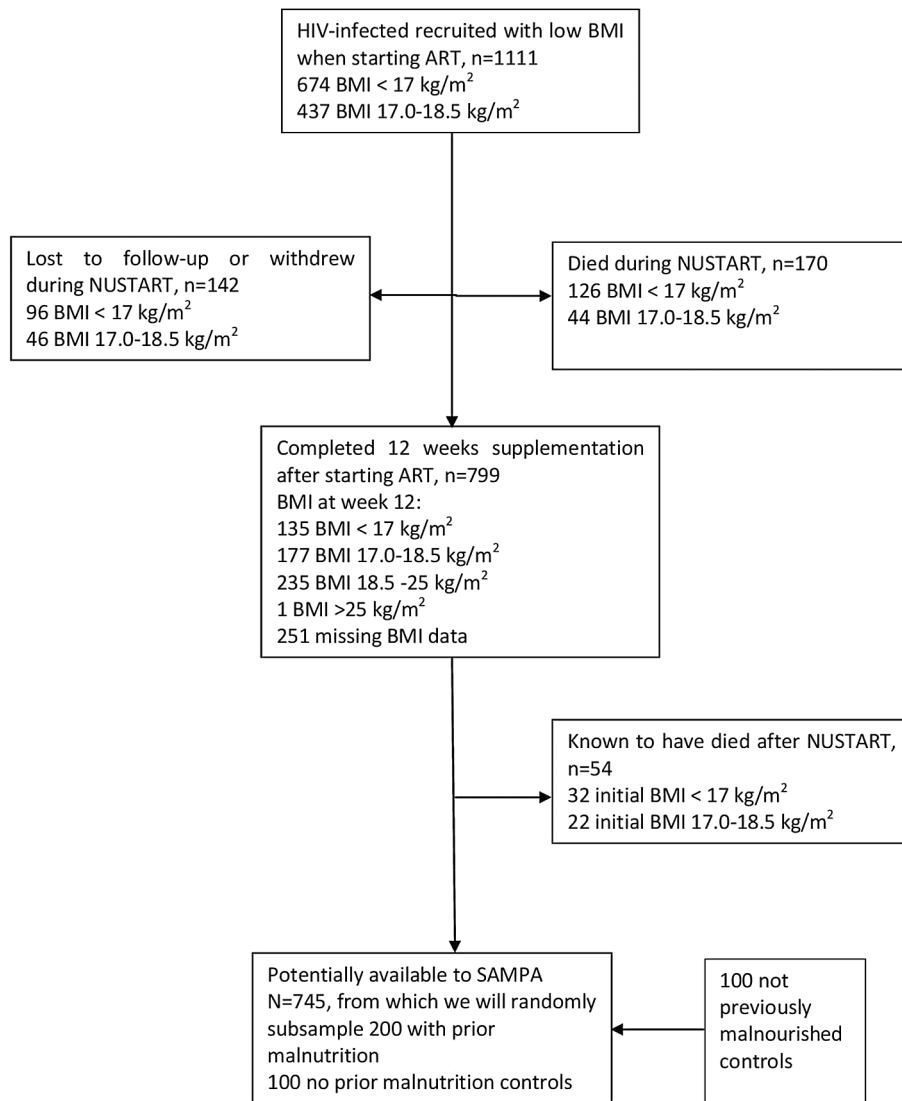 HIV-infected recruited with low BMI
when starting ART, n=1111
674 BMI < 17 kg/m²
437 BMI 17.0-18.5 kg/m²
Lost to follow-up or withdrew
during NUSTART, n=142
96 BMI < 17 kg/m²
46 BMI 17.0-18.5 kg/m²
Died during NUSTART, n=170
126 BMI < 17 kg/m²
44 BMI 17.0-18.5 kg/m²
Completed 12 weeks supplementation
after starting ART, n=799
BMI at week 12:
135 BMI < 17 kg/m²
177 BMI 17.0-18.5 kg/m²
235 BMI 18.5 -25 kg/m²
1 BMI >25 kg/m²
251 missing BMI data
Known to have died after NUSTART,
n=54
32 initial BMI < 17 kg/m²
22 initial BMI 17.0-18.5 kg/m²
Potentially available to SAMPA
N=745, from which we will randomly
subsample 200 with prior
malnutrition
100 no prior malnutrition controls
100 not
previously
malnourished
controls